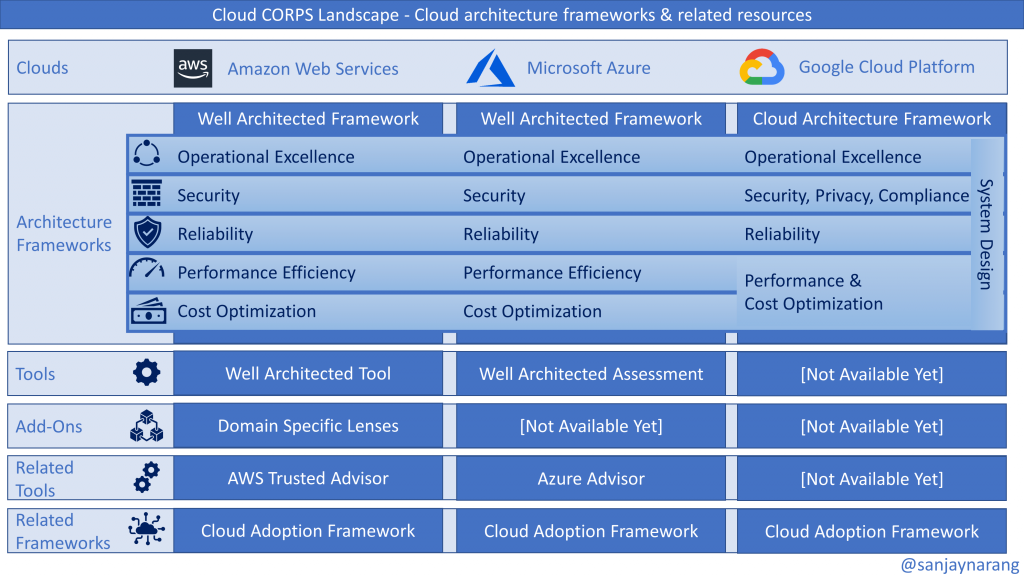 Cloud CORPS Landscape - Cloud architecture frameworks & related resources
Clouds
aws
Amazon Web Services
Microsoft Azure
Google Cloud Platform
Architecture
Frameworks
Well Architected Framework
Well Architected Framework
Cloud Architecture Framework
Operational Excellence
Operational Excellence
Operational Excellence
Security
Security
Security, Privacy, Compliance
Reliability
Reliability
Reliability
Performance Efficiency
Performance Efficiency
Performance &
Cost Optimization
Cost Optimization
Cost Optimization
System Design
Tools
Well Architected Tool
Well Architected Assessment
[Not Available Yet]
Add-Ons
Domain Specific Lenses
[Not Available Yet]
[Not Available Yet]
Related
Tools
AWS Trusted Advisor
Azure Advisor
[Not Available Yet]
Related
Frameworks
Cloud Adoption Framework
Cloud Adoption Framework
Cloud Adoption Framework
@sanjaynarang